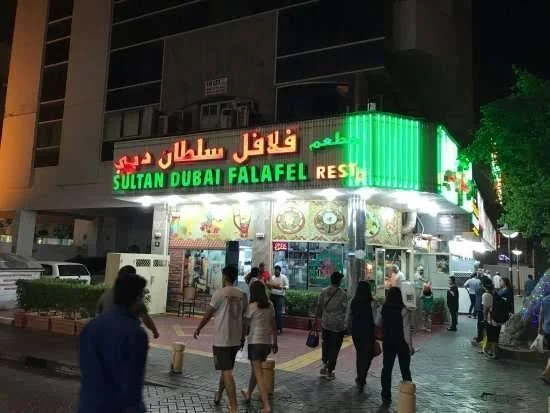 مطعم فلافل سلطان دبي
SULTAN DUBAI FALAFEL REST.